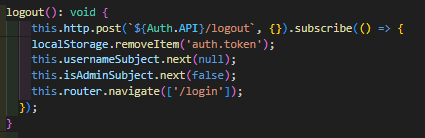 logout(): void {
this.http.post(`${Auth.API}/logout`, {}).subscribe(() => {
localStorage.removeItem('auth.token');
this.usernameSubject.next(null);
this.isAdminSubject.next(false);
this.router.navigate(['/login']);
});
}